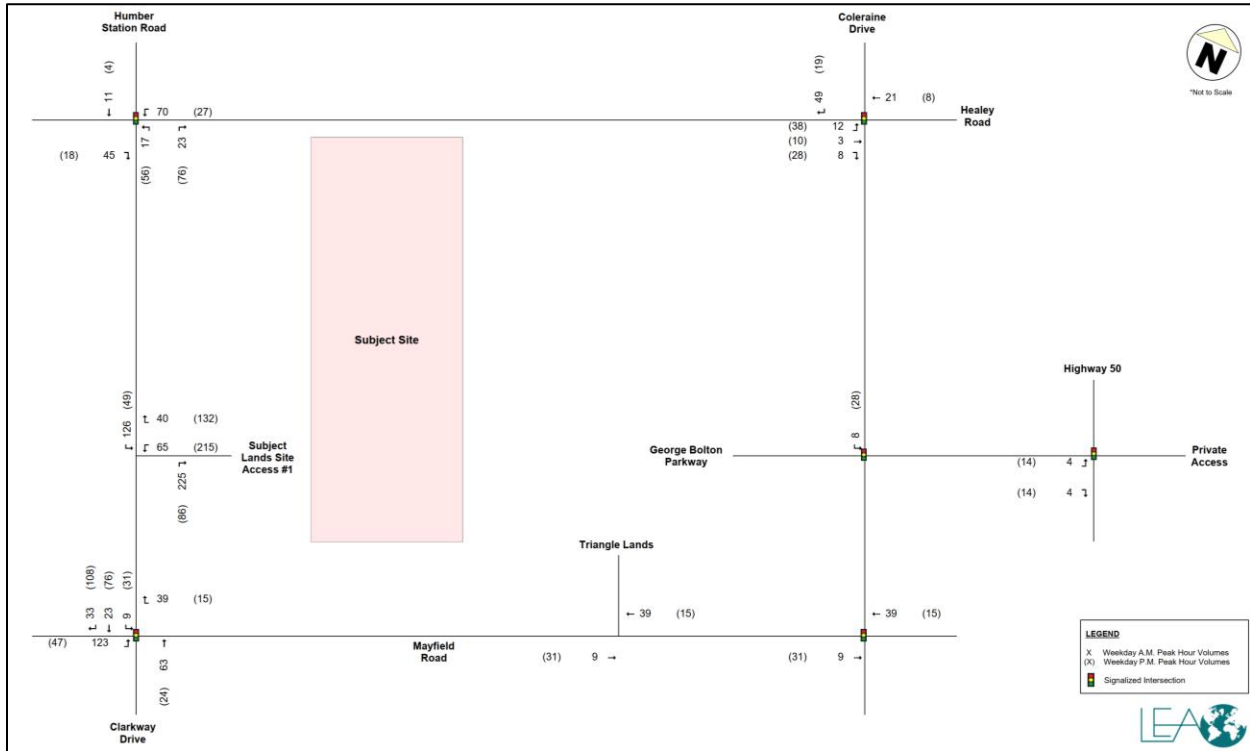 Humber
Station Road
Coleraine
Drive
N
*Not to Scale
(4)
11
70 (27)
17
23
(18) 45
(56)
(76)
(19)
49
21 (8)
Healey
Road
(38) 12
(10) 3
(28) 8
Subject Site
(49)
126
40 (132)
65 (215)
Subject
Lands Site
Access #1
225
(86)
Highway 50
(28)
8
George Bolton
Parkway
Private
Access
(14) 4
(14) 4
Triangle Lands
(108)
(76)
(31)
33
23
9
39 (15)
39 (15)
39 (15)
(47) 123
63
(24)
Mayfield
Road
(31) 9
(31) 9
Clarkway
Drive
LEGEND
X Weekday A.M. Peak Hour Volumes
(X) Weekday P.M. Peak Hour Volumes
Signalized Intersection
LEA